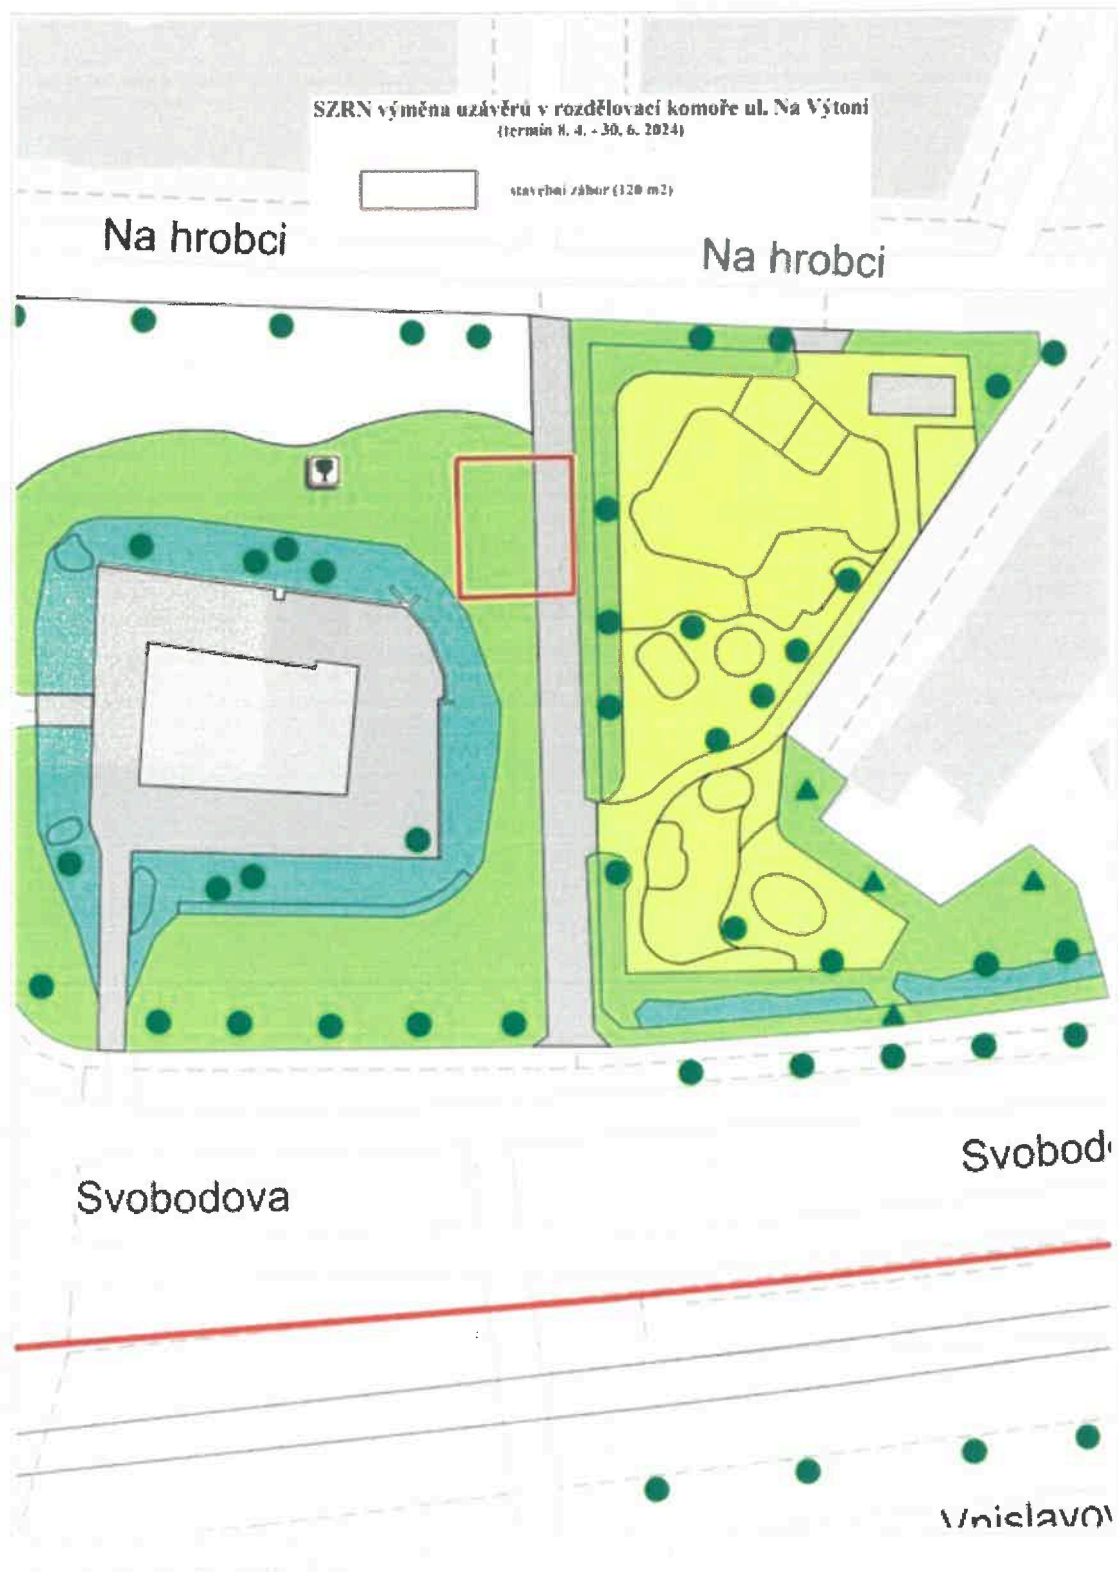 SZRN výměna uzávěrů v rozdělovací komoře ul. Na Výtoni
(termín 8. 4. - 30. 6. 2024)
stavební zábor (120 m2)
Na hrobci
Na hrobci
Svobod
Svobodova
Vnislavov